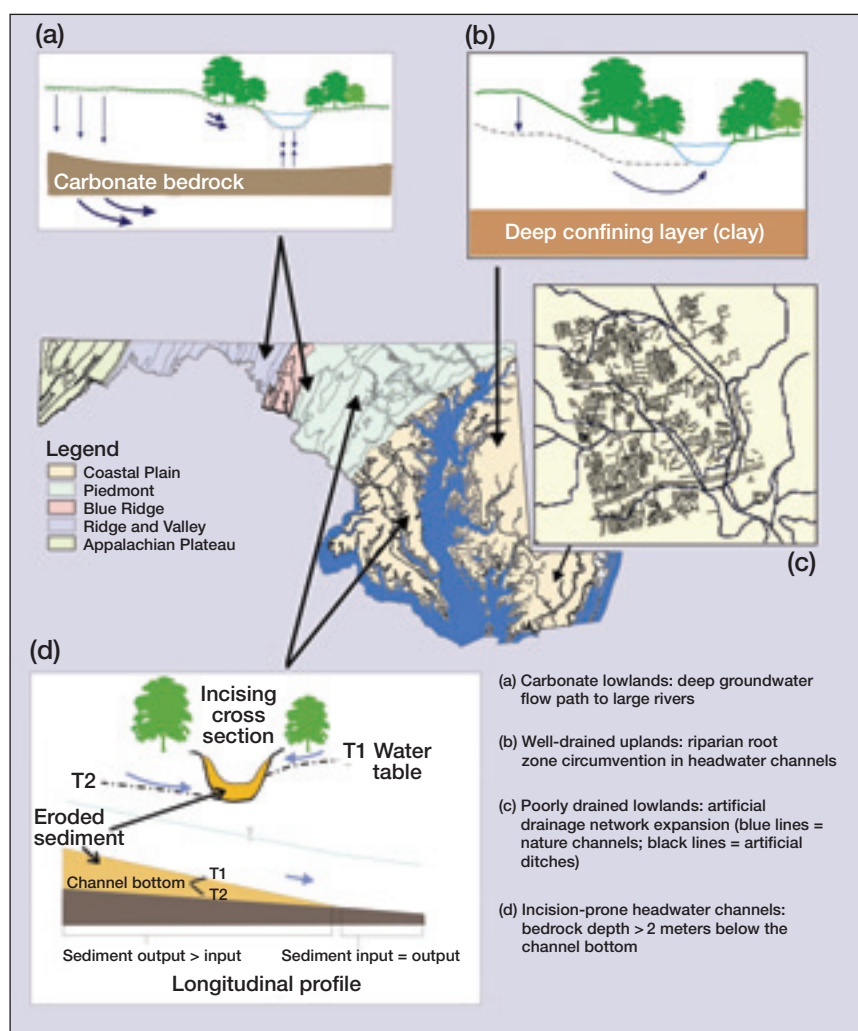 (a)
Carbonate bedrock
(b)
Deep confining layer (clay)
Legend
Coastal Plain
Piedmont
Blue Ridge
Ridge and Valley
Appalachian Plateau
(c)
(d)
Incising
cross
section
T1 Water
table
T2
Eroded
sediment
Channel bottom
T1
T2
Sediment output > input
Sediment input = output
Longitudinal profile
(a) Carbonate lowlands: deep groundwater
flow path to large rivers
(b) Well-drained uplands: riparian root
zone circumvention in headwater channels
(c) Poorly drained lowlands: artificial
drainage network expansion (blue lines =
nature channels; black lines = artificial
ditches)
(d) Incision-prone headwater channels:
bedrock depth > 2 meters below the
channel bottom